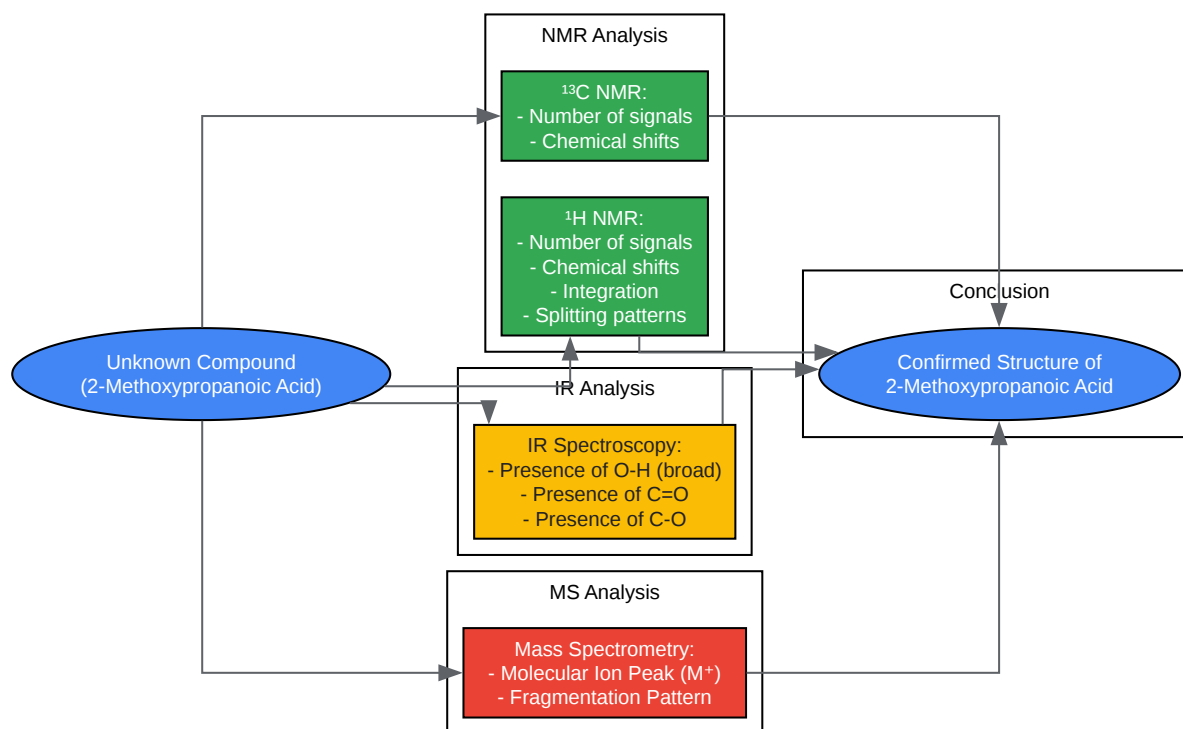 NMR Analysis
¹³C NMR:
- Number of signals
- Chemical shifts
¹H NMR:
- Number of signals
- Chemical shifts
- Integration
- Splitting patterns
Unknown Compound
(2-Methoxypropanoic Acid)
IR Analysis
IR Spectroscopy:
- Presence of O-H (broad)
- Presence of C=O
- Presence of C-O
MS Analysis
Mass Spectrometry:
- Molecular Ion Peak (M⁺)
- Fragmentation Pattern
Conclusion
Confirmed Structure of
2-Methoxypropanoic Acid